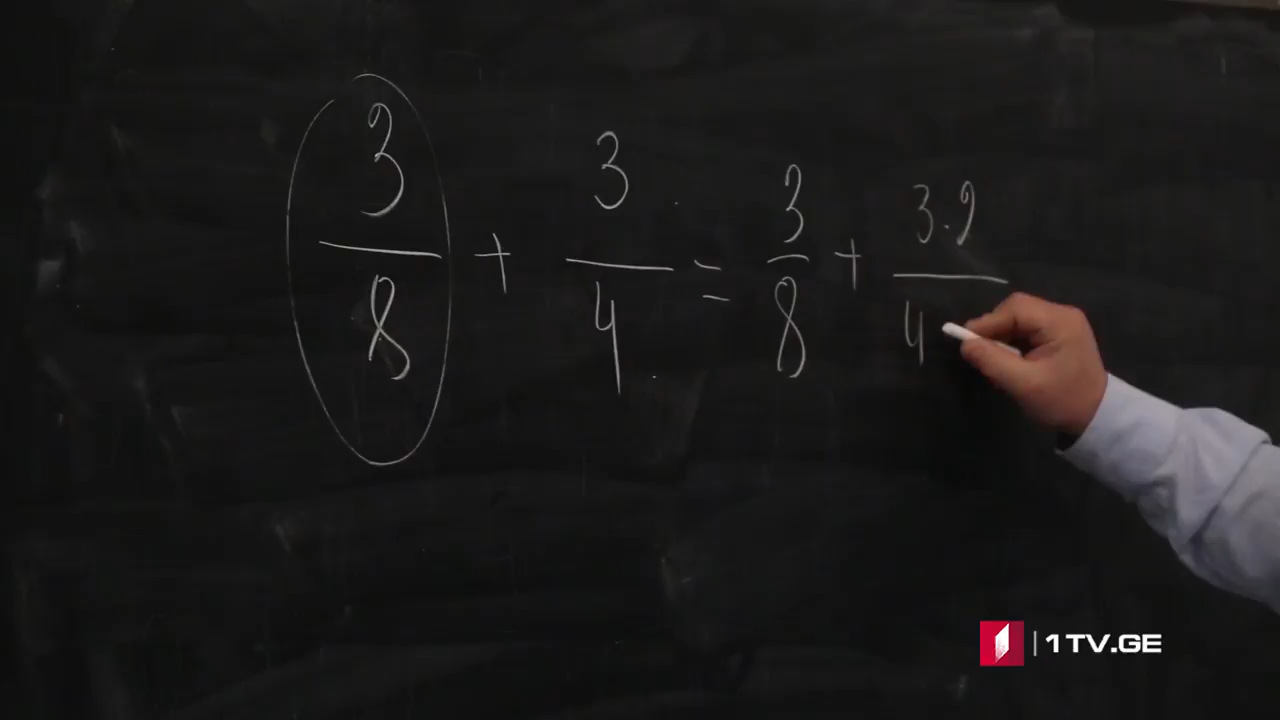 3/8 + 3/4 = 3/8 + 3·2/4
1TV.GE